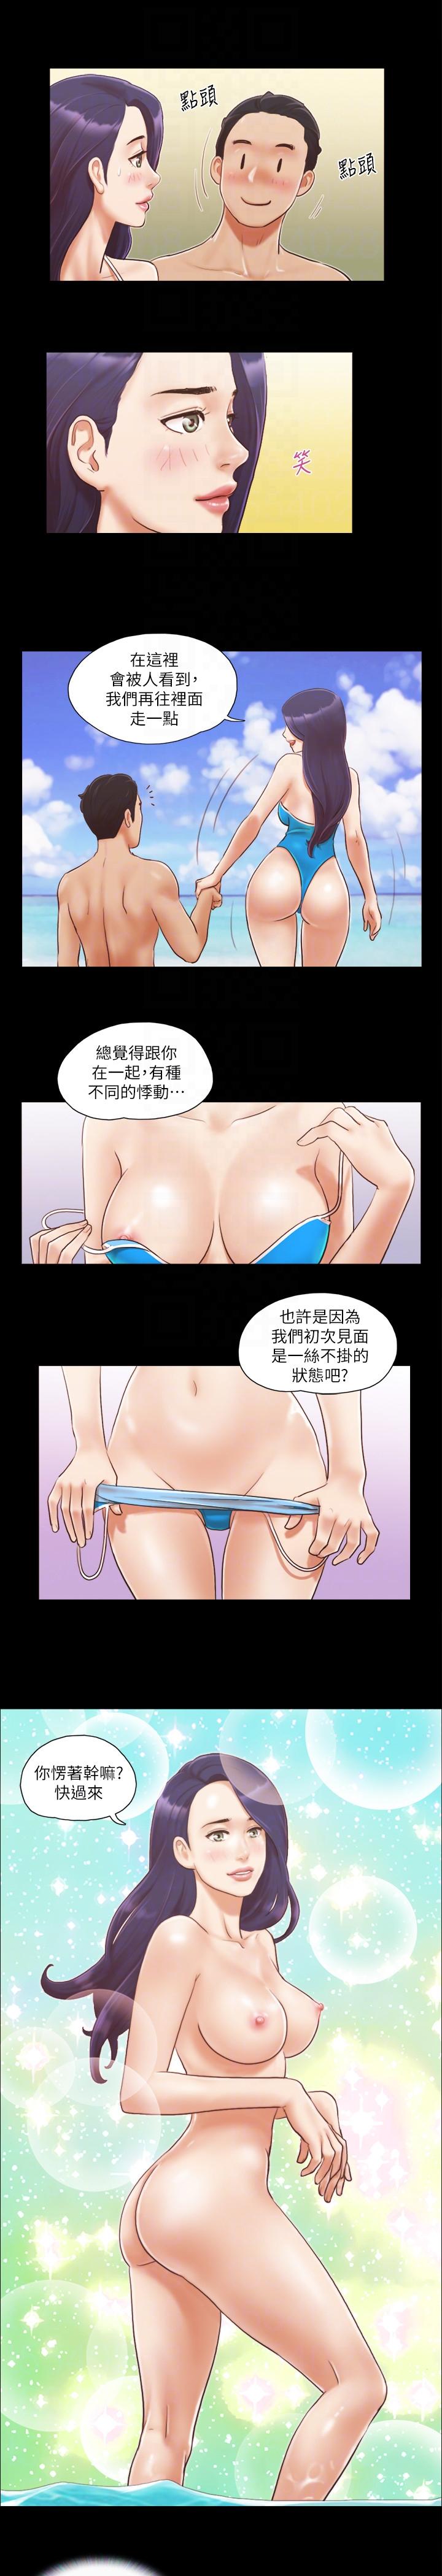 點頭
點頭
笑
在這裡
會被人看到，
我們再往裡面
走一點
總覺得跟你
在一起，有種
不同的悸動⋯
也許是因為
我們初次見面
是一絲不掛的
狀態吧?
你愣著幹嘛?
快過來